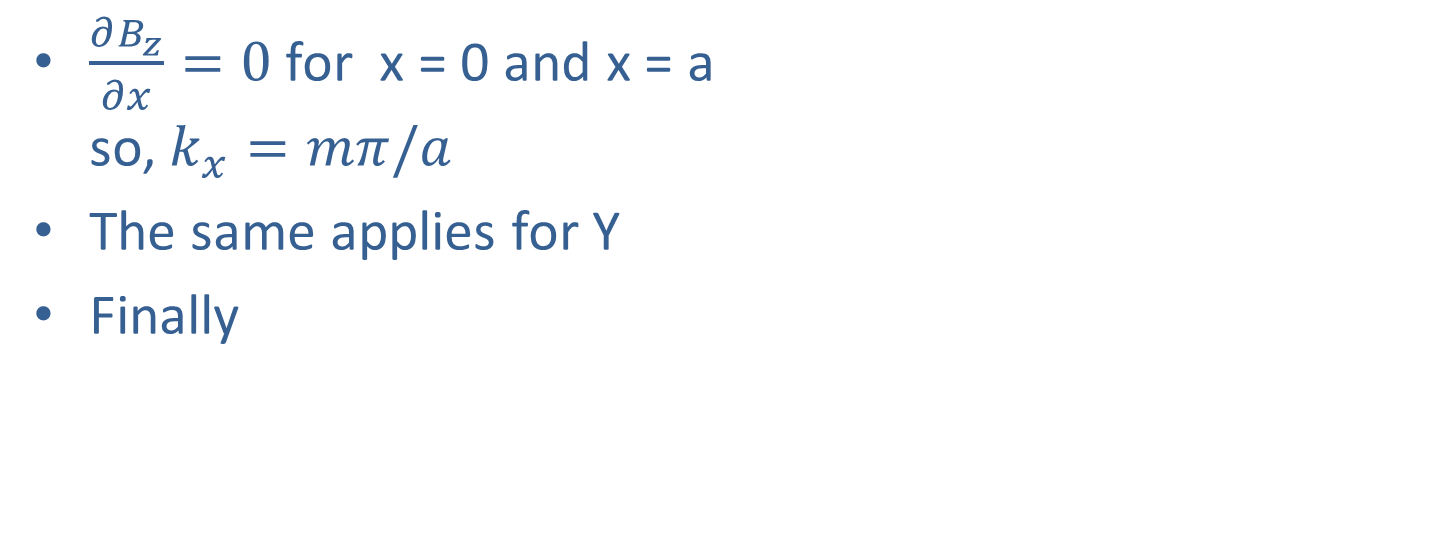 • ∂B_z/∂x = 0 for x = 0 and x = a
so, k_x = mπ/a
• The same applies for Y
• Finally